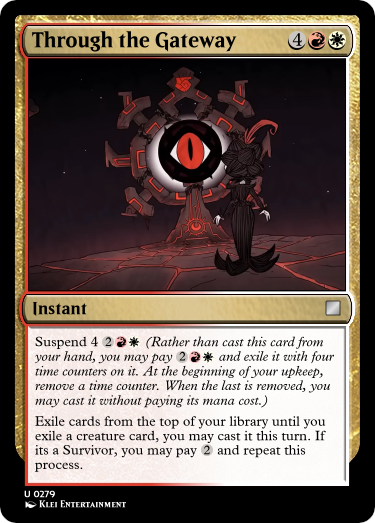 Through the Gateway 4
Instant
Suspend 4 2 (Rather than cast this card from
your hand, you may pay 2 and exile it with four
time counters on it. At the beginning of your upkeep,
remove a time counter. When the last is removed, you
may cast it without paying its mana cost.)
Exile cards from the top of your library until you
exile a creature card, you may cast it this turn. If
its a Survivor, you may pay 2 and repeat this
process.
U 0279
Klei Entertainment